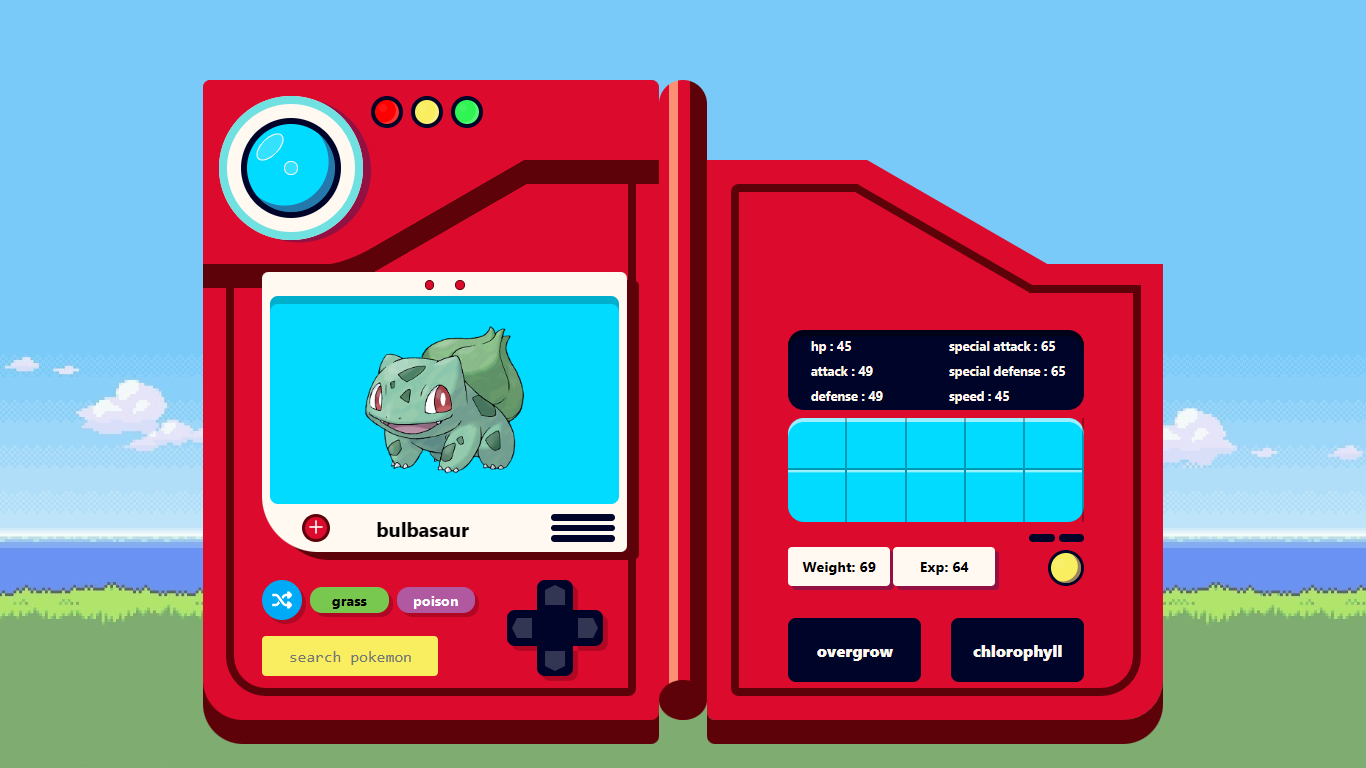 bulbasaur
grass
poison
search pokemon
hp : 45
special attack : 65
attack : 49
special defense : 65
defense : 49
speed : 45
Weight: 69
Exp: 64
overgrow
chlorophyll